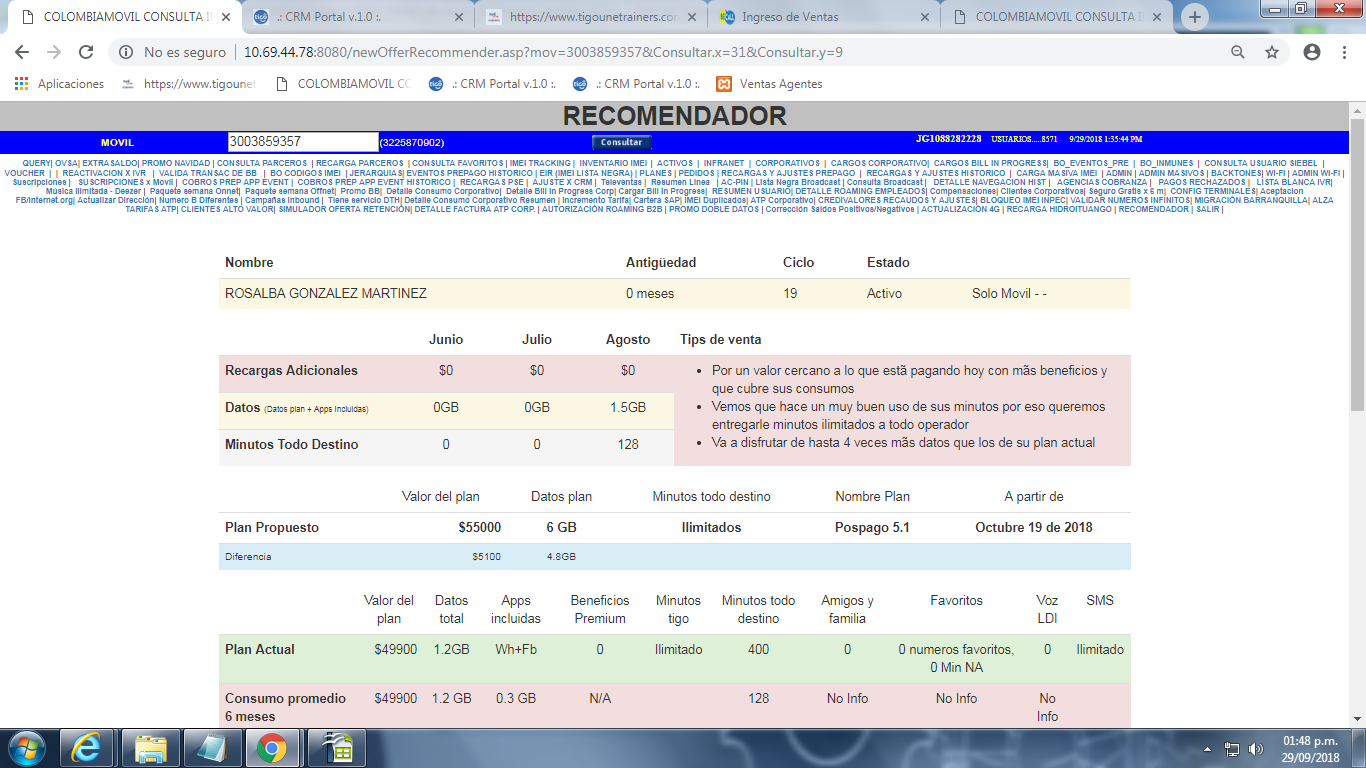 COLOMBIAMOVIL CONSULTA I
.: CRM Portal v.1.0 :.
https://www.tigounetrainers.con
Ingreso de Ventas
COLOMBIAMOVIL CONSULTA I
No es seguro | 10.69.44.78:8080/newOfferRecommender.asp?mov=3003859357&Consultar.x=31&Consultar.y=9
Aplicaciones
https://www.tigounet
COLOMBIAMOVIL CC
.: CRM Portal v.1.0 :.
.: CRM Portal v.1.0 :.
Ventas Agentes
RECOMENDADOR
MOVIL 3003859357 (3225870902) Consultar JG1088282228 USUARIOS.....8571 9/29/2018 1:35:44 PM
QUERY| OVSA| EXTRASALDO| PROMO NAVIDAD | CONSULTA PARCEROS | RECARGA PARCEROS | CONSULTA FAVORITOS | IMEI TRACKING | INVENTARIO IMEI | ACTIVOS | INFRANET | CORPORATIVOS | CARGOS CORPORATIVO| CARGOS BILL IN PROGRESS| BO_EVENTOS_PRE | BO_INMUNES | CONSULTA USUARIO SIEBEL |
VOUCHER | | REACTIVACION X IVR | VALIDA TRANSAC DE BB | BO CODIGOS IMEI | JERARQUIAS| EVENTOS PREPAGO HISTORICO | EIR (IMEI LISTA NEGRA) | PLANES | PEDIDOS | RECARGAS Y AJUSTES PREPAGO | RECARGAS Y AJUSTES HISTORICO | CARGA MASIVA IMEI | ADMIN | ADMIN MASIVOS | BACKTONES| WI-FI | ADMIN WI-FI |
Suscripciones | SUSCRIPCIONES x Movil | COBROS PREP APP EVENT | COBROS PREP APP EVENT HISTORICO | RECARGAS PSE | AJUSTE X CRM | Televentas | Resumen Linea | AC-PIN | Lista Negra Broadcast | Consulta Broadcast | DETALLE NAVEGACION HIST | AGENCIAS COBRANZA | PAGOS RECHAZADOS | LISTA BLANCA IVR|
Musica Ilimitada - Deezer | Paquete semana Onnet| Paquete semana Offnet| Promo BB| Detalle Consumo Corporativo| Detalle Bill In Progress Corp| Cargar Bill In Progress| RESUMEN USUARIO| DETALLE ROAMING EMPLEADOS| Compensaciones| Clientes Corporativos| Seguro Gratis x 6 m| CONFIG TERMINALES| Aceptacion
FB/internet.org| Actualizar Dirección| Numero B Diferentes | Campañas Inbound | Tiene servicio DTH| Detalle Consumo Corporativo Resumen | Incremento Tarifa| Cartera SAP| IMEI Duplicados| ATP Corporativo| CREDIVALORES RECAUDOS Y AJUSTES| BLOQUEO IMEI INPEC| VALIDAR NUMEROS INFINITOS| MIGRACIÓN BARRANQUILLA| ALZA
TARIFAS ATP| CLIENTES ALTO VALOR| SIMULADOR OFERTA RETENCIÓN| DETALLE FACTURA ATP CORP. | AUTORIZACIÓN ROAMING B2B | PROMO DOBLE DATOS | Corrección Saldos Positivos/Negativos | ACTUALIZACIÓN 4G | RECARGA HIDROITUANGO | RECOMENDADOR | SALIR |
Nombre Antigüedad Ciclo Estado
ROSALBA GONZALEZ MARTINEZ 0 meses 19 Activo Solo Movil - -
Junio Julio Agosto Tips de venta
Recargas Adicionales $0 $0 $0
Datos (Datos plan + Apps Incluidas) 0GB 0GB 1.5GB
Minutos Todo Destino 0 0 128
• Por un valor cercano a lo que estã pagando hoy con mãs beneficios y
que cubre sus consumos
• Vemos que hace un muy buen uso de sus minutos por eso queremos
entregarle minutos ilimitados a todo operador
• Va a disfrutar de hasta 4 veces mãs datos que los de su plan actual
Valor del plan Datos plan Minutos todo destino Nombre Plan A partir de
Plan Propuesto $55000 6 GB Ilimitados Pospago 5.1 Octubre 19 de 2018
Diferencia $5100 4.8GB
Valor del plan Datos total Apps incluidas Beneficios Premium Minutos tigo Minutos todo destino Amigos y familia Favoritos Voz LDI SMS
Plan Actual $49900 1.2GB Wh+Fb 0 Ilimitado 400 0 0 numeros favoritos, 0 Min NA 0 Ilimitado
Consumo promedio 6 meses $49900 1.2 GB 0.3 GB N/A 128 No Info No Info No Info
01:48 p.m.
29/09/2018